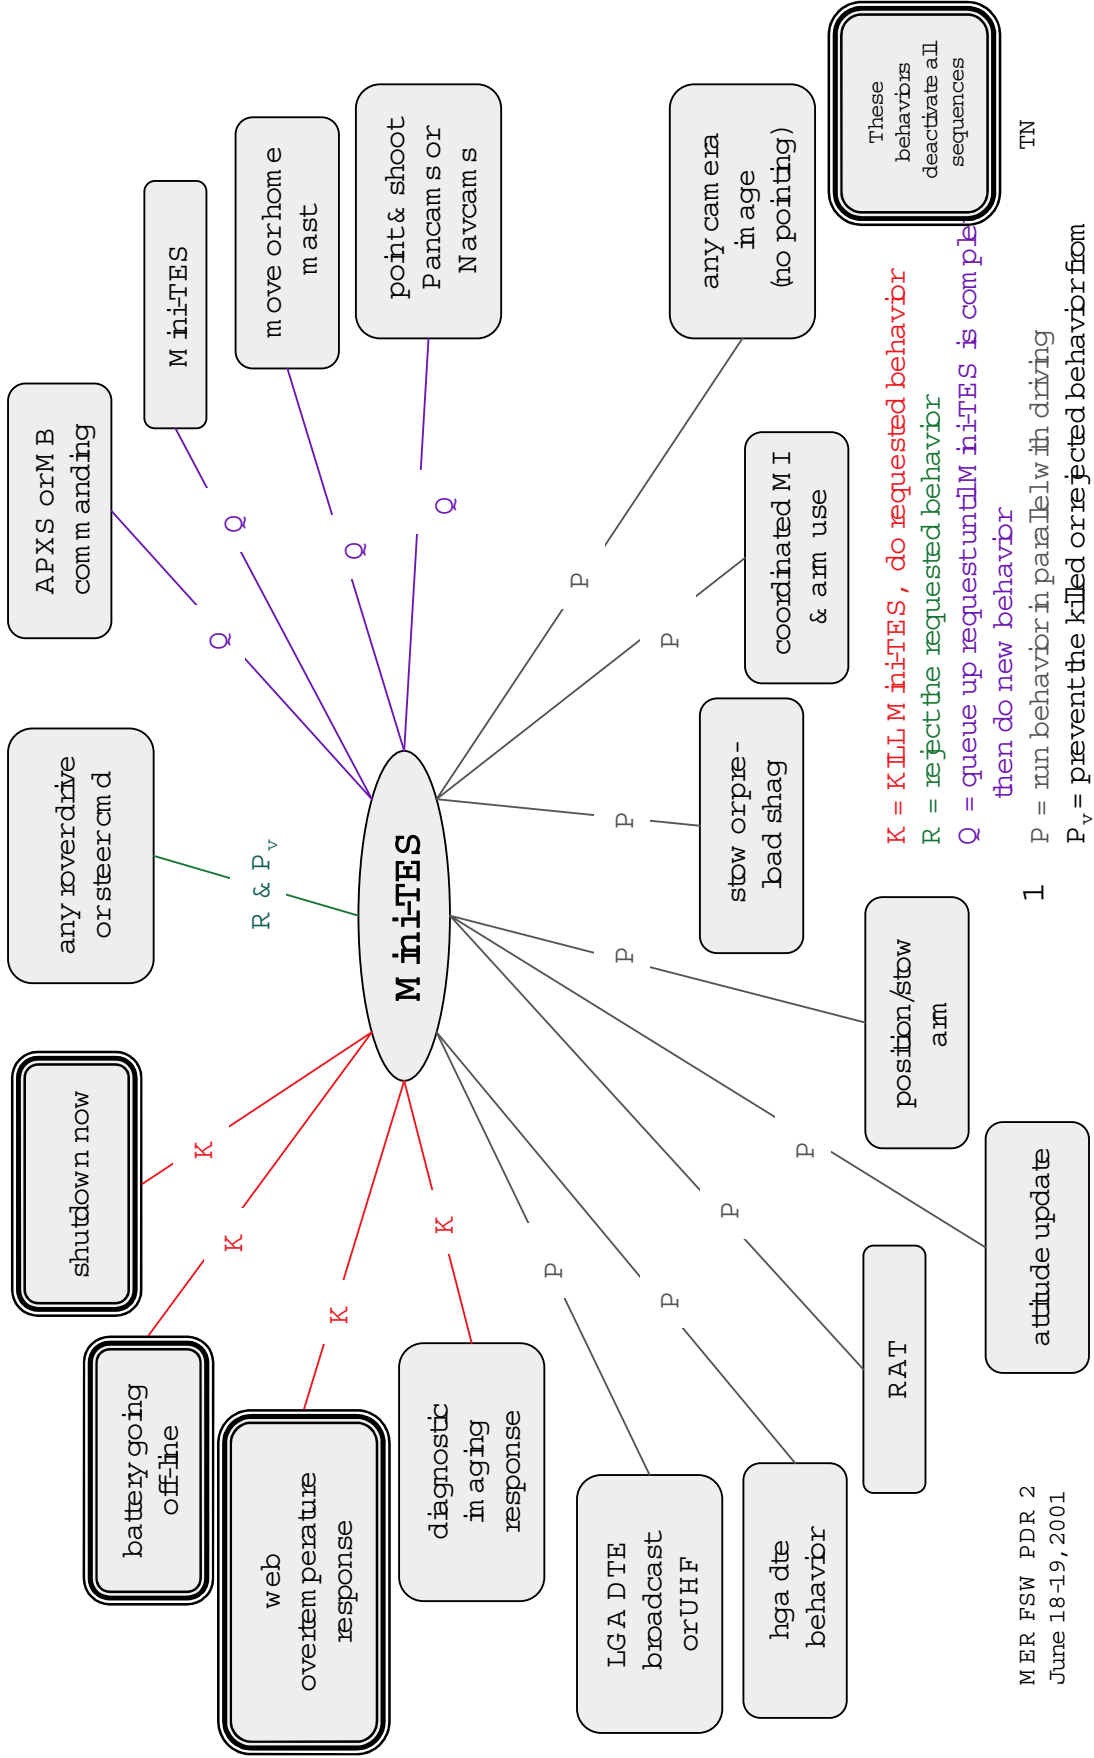 shutdown now
any rover drive
or steer cmd
APXS or MB
commanding
battery going
off-line
Mini-TES
web
overtemperature
response
move or home
mast
diagnostic
imaging
response
point & shoot
Pancams or
Navcams
K
K
K
K
R & Pv
Q
Q
Q
Q
Mini-TES
LGA DTE
broadcast
or UHF
hga dte
behavior
RAT
attitude update
position/stow
arm
stow or pre-
load shag
coordinated MI
& arm use
any camera
image
(no pointing)
P
P
P
P
P
P
P
P
These
behaviors
deactivate all
sequences
K = KILL Mini-TES, do requested behavior
R = reject the requested behavior
Q = queue up request until Mini-TES is comple
then do new behavior
P = run behavior in parallel with driving
Pv = prevent the killed or rejected behavior from
MER FSW PDR 2
June 18-19, 2001
1
TN